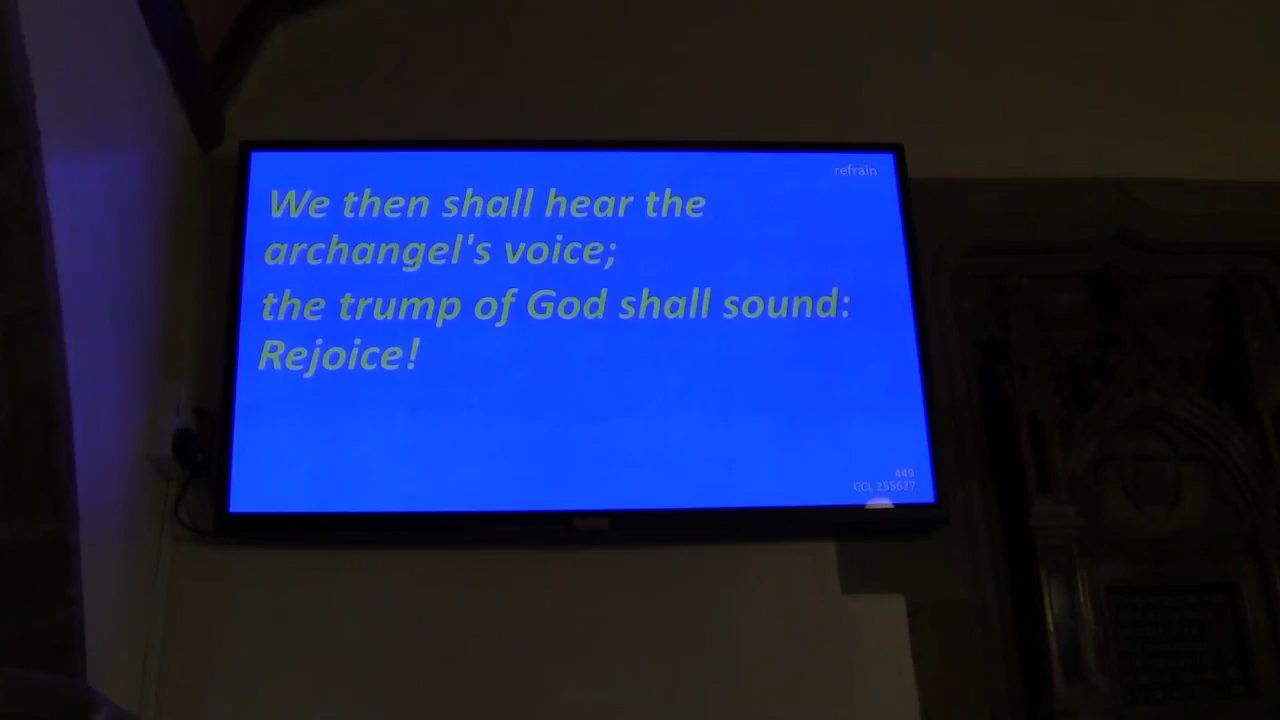 refrain
We then shall hear the
archangel's voice;
the trump of God shall sound:
Rejoice!
449
CCL 255627